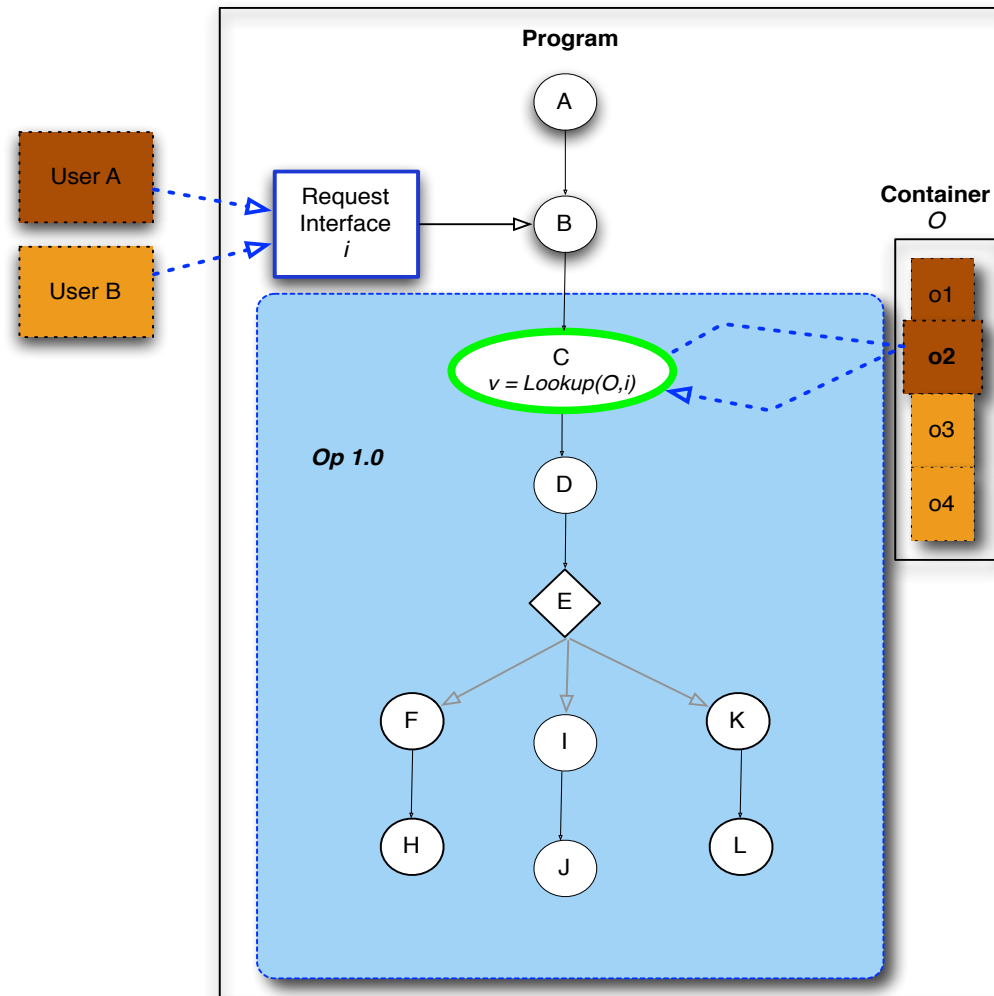 Program
A
User A
Request
Interface
i
B
Container
O
User B
o1
C
v = Lookup(O,i)
o2
o3
Op 1.0
D
o4
E
F
I
K
H
J
L